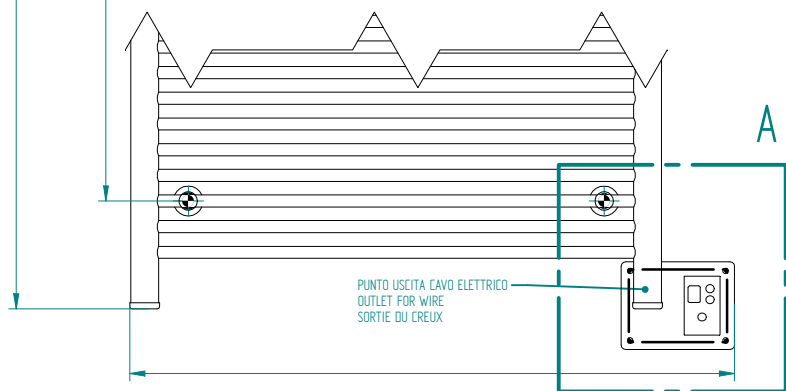 A
PUNTO USCITA CAVO ELETTRICO
OUTLET FOR WIRE
SORTIE DU CREUX